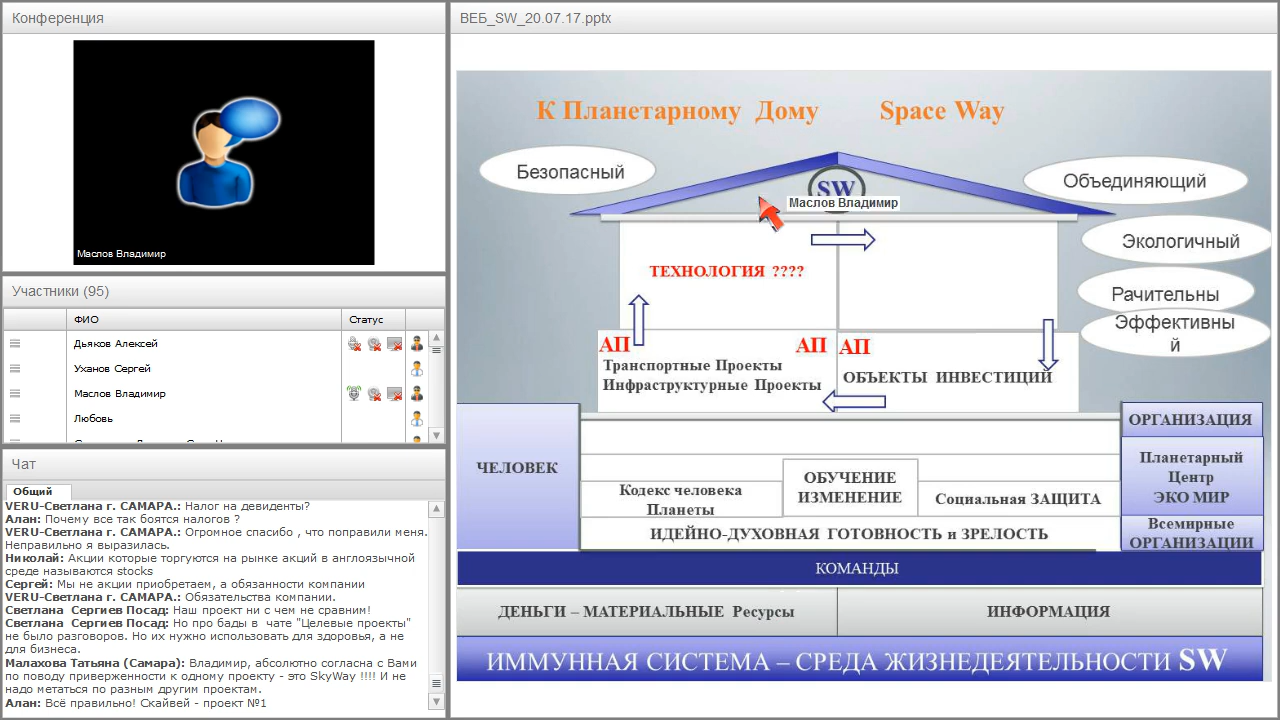 Конференция
Маслов Владимир
Участники (95)
ФИО
Статус
Дьяков Алексей
Уханов Сергей
Маслов Владимир
Любовь
Чат
Общий
VERU-Светлана г. САМАРА.: Налог на девиденты?
Алан: Почему все так боятся налогов ?
VERU-Светлана г. САМАРА.: Огромное спасибо , что поправили меня.
Неправильно я выразилась.
Николай: Акции которые торгуются на рынке акций в англоязычной
среде называются stocks
Сергей: Мы не акции приобретаем, а обязанности компании
VERU-Светлана г. САМАРА.: Обязательства компании.
Светлана Сергиев Посад: Наш проект ни с чем не сравним!
Светлана Сергиев Посад: Но про бады в чате "Целевые проекты"
не было разговоров. Но их нужно использовать для здоровья, а не
для бизнеса.
Малахова Татьяна (Самара): Владимир, абсолютно согласна с Вами
по поводу приверженности к одному проекту - это SkyWay !!!! И не
надо метаться по разным другим проектам.
Алан: Всё правильно! Скайвей - проект №1
ВЕБ_SW_20.07.17.pptx
К Планетарному Дому Space Way
Безопасный
SW
Маслов Владимир
Объединяющий
Экологичный
Рачительны
Эффективны
й
ТЕХНОЛОГИЯ ????
АП
АП
АП
Транспортные Проекты
Инфраструктурные Проекты
ОБЪЕКТЫ ИНВЕСТИЦИЙ
ЧЕЛОВЕК
ОРГАНИЗАЦИЯ
Планетарный
Центр
ЭКО МИР
Всемирные
ОРГАНИЗАЦИИ
ОБУЧЕНИЕ
ИЗМЕНЕНИЕ
Кодекс человека
Планеты
Социальная ЗАЩИТА
ИДЕЙНО-ДУХОВНАЯ ГОТОВНОСТЬ и ЗРЕЛОСТЬ
КОМАНДЫ
ДЕНЬГИ – МАТЕРИАЛЬНЫЕ Ресурсы
ИНФОРМАЦИЯ
ИММУННАЯ СИСТЕМА – СРЕДА ЖИЗНЕДЕЯТЕЛЬНОСТИ SW